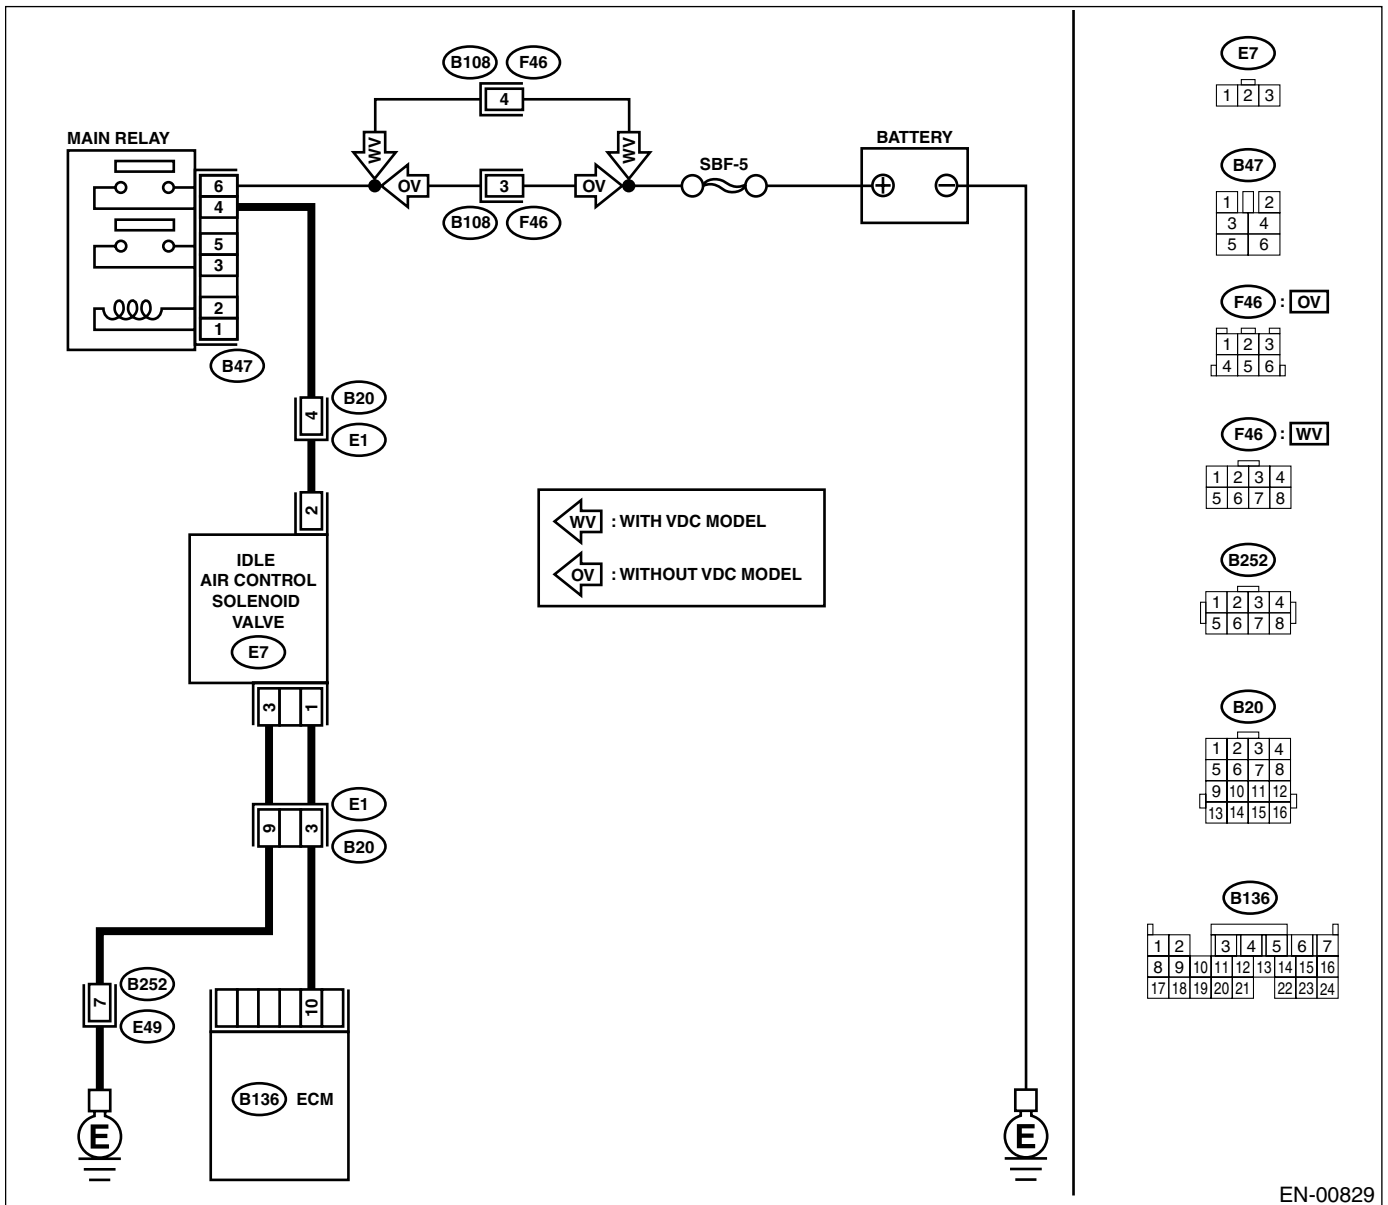 B108 F46
4
MAIN RELAY
WV
WV
BATTERY
SBF-5
6
4
5
3
2
1
OV
3
OV
B108 F46
B47
4
B20
E1
2
IDLE
AIR CONTROL
SOLENOID
VALVE
E7
3 1
E1
9 3
B20
WV : WITH VDC MODEL
OV : WITHOUT VDC MODEL
7
B252
E49
10
B136 ECM
E
E
E7
1 2 3
B47
1 2
3 4
5 6
F46 : OV
1 2 3
4 5 6
F46 : WV
1 2 3 4
5 6 7 8
B252
1 2 3 4
5 6 7 8
B20
1 2 3 4
5 6 7 8
9 10 11 12
13 14 15 16
B136
1 2 3 4 5 6 7
8 9 10 11 12 13 14 15 16
17 18 19 20 21 22 23 24
EN-00829